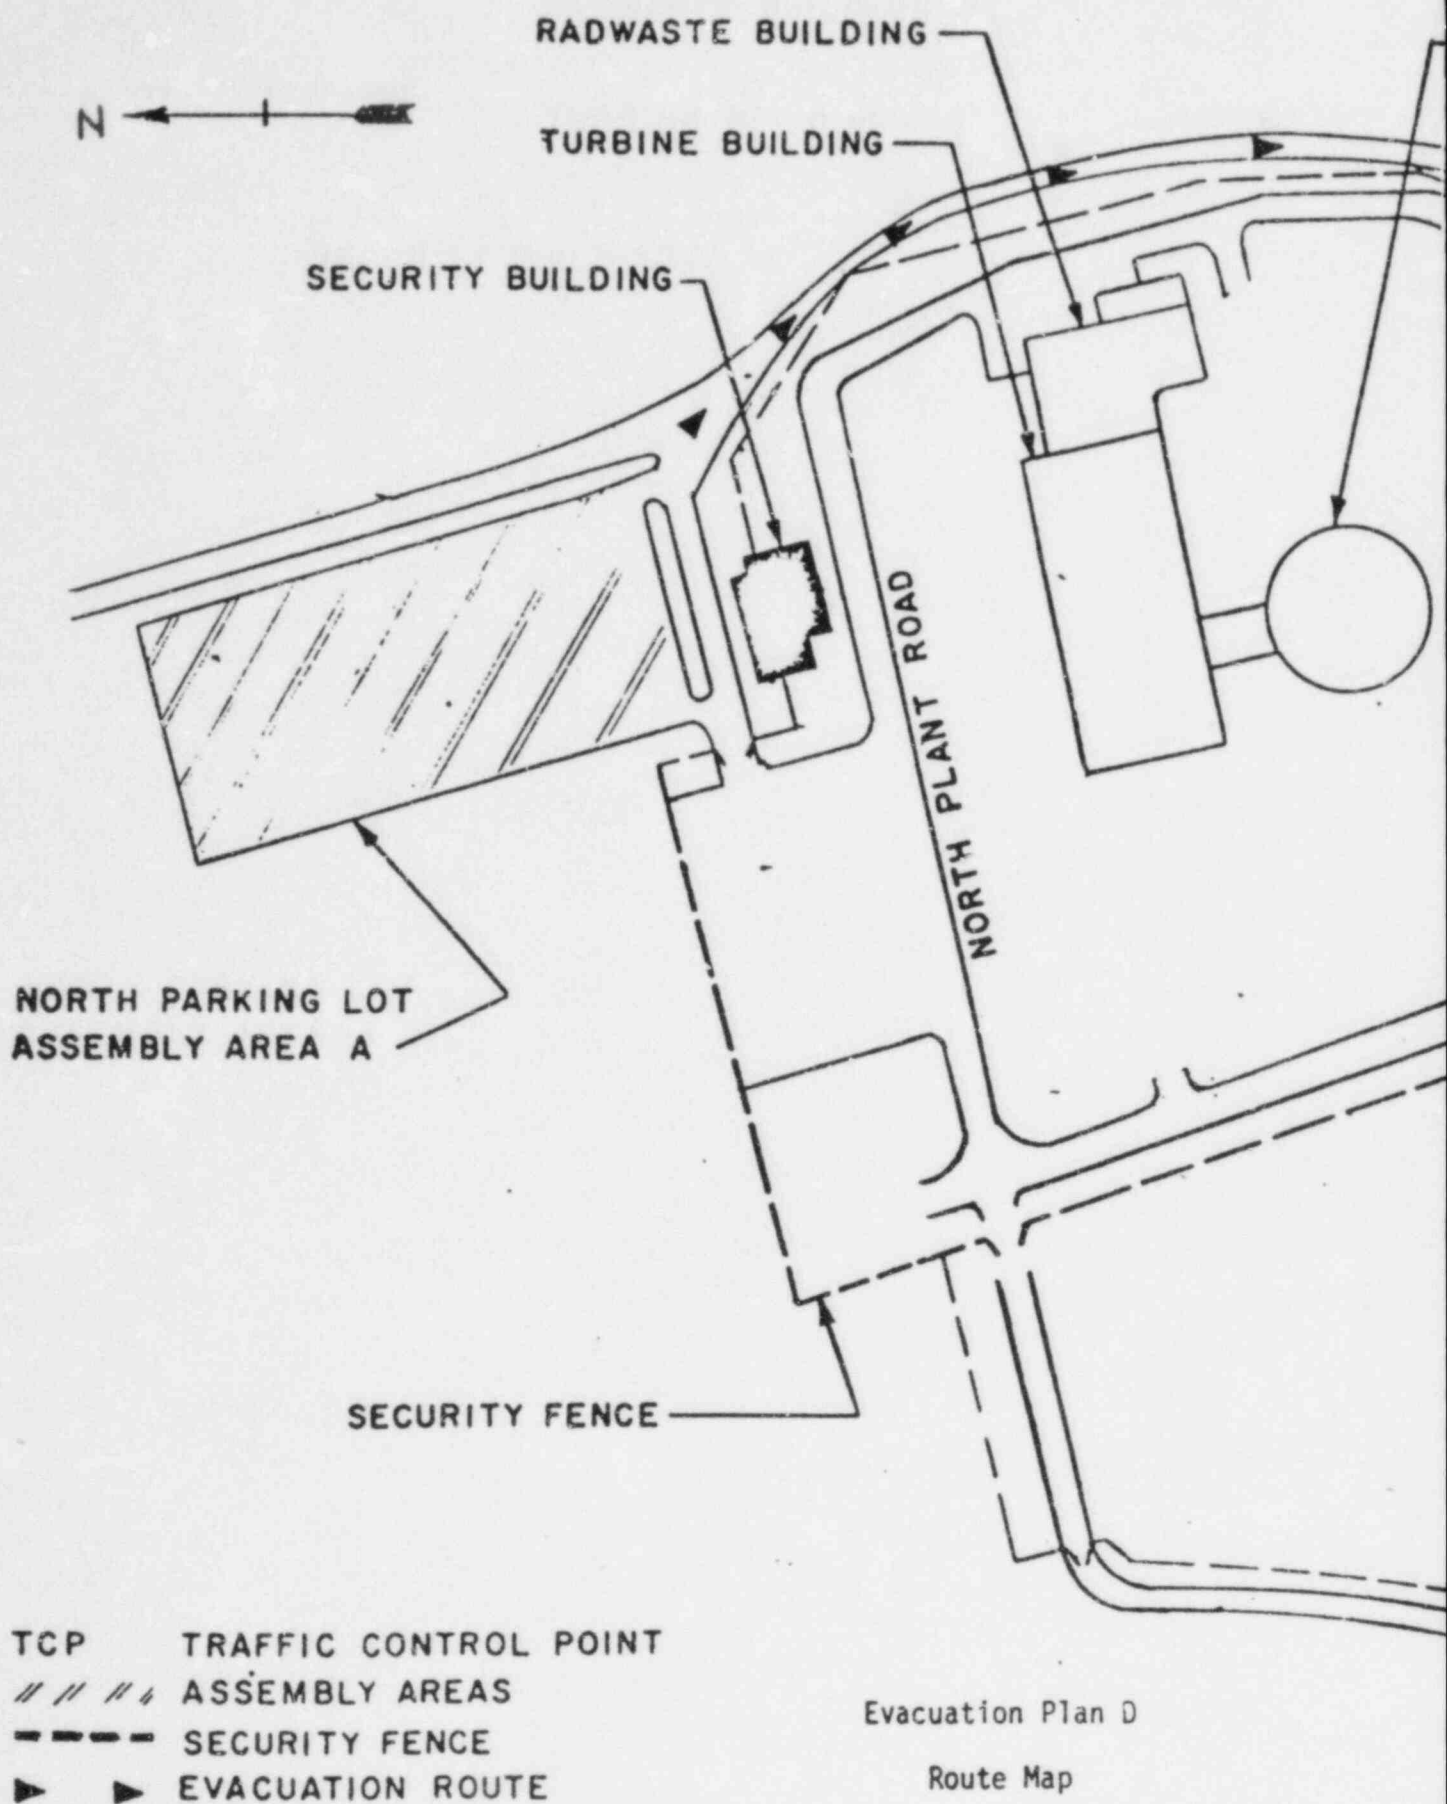 RADWASTE BUILDING
N
TURBINE BUILDING
SECURITY BUILDING
NORTH PLANT ROAD
NORTH PARKING LOT
ASSEMBLY AREA A
SECURITY FENCE
TCP TRAFFIC CONTROL POINT
ASSEMBLY AREAS
SECURITY FENCE
EVACUATION ROUTE
Evacuation Plan D
Route Map